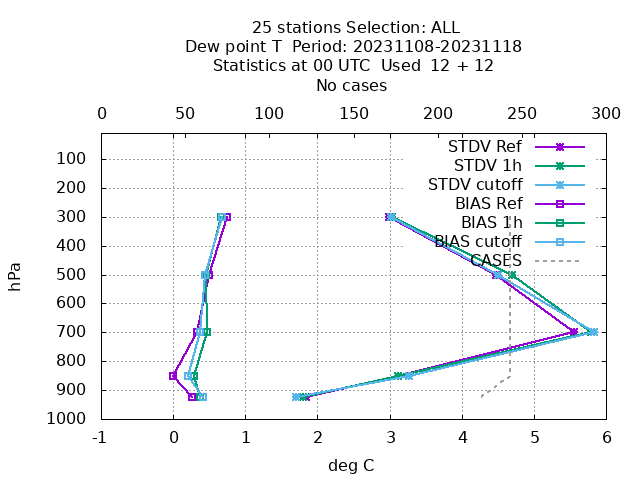 25 stations Selection: ALL
Dew point T  Period: 20231108-20231118
Statistics at 00 UTC  Used  12 + 12
No cases
0 50 100 150 200 250 300
STDV Ref
STDV 1h
STDV cutoff
BIAS Ref
BIAS 1h
BIAS cutoff
CASES
100
200
300
400
500
600
700
800
900
1000
hPa
-1 0 1 2 3 4 5 6
deg C